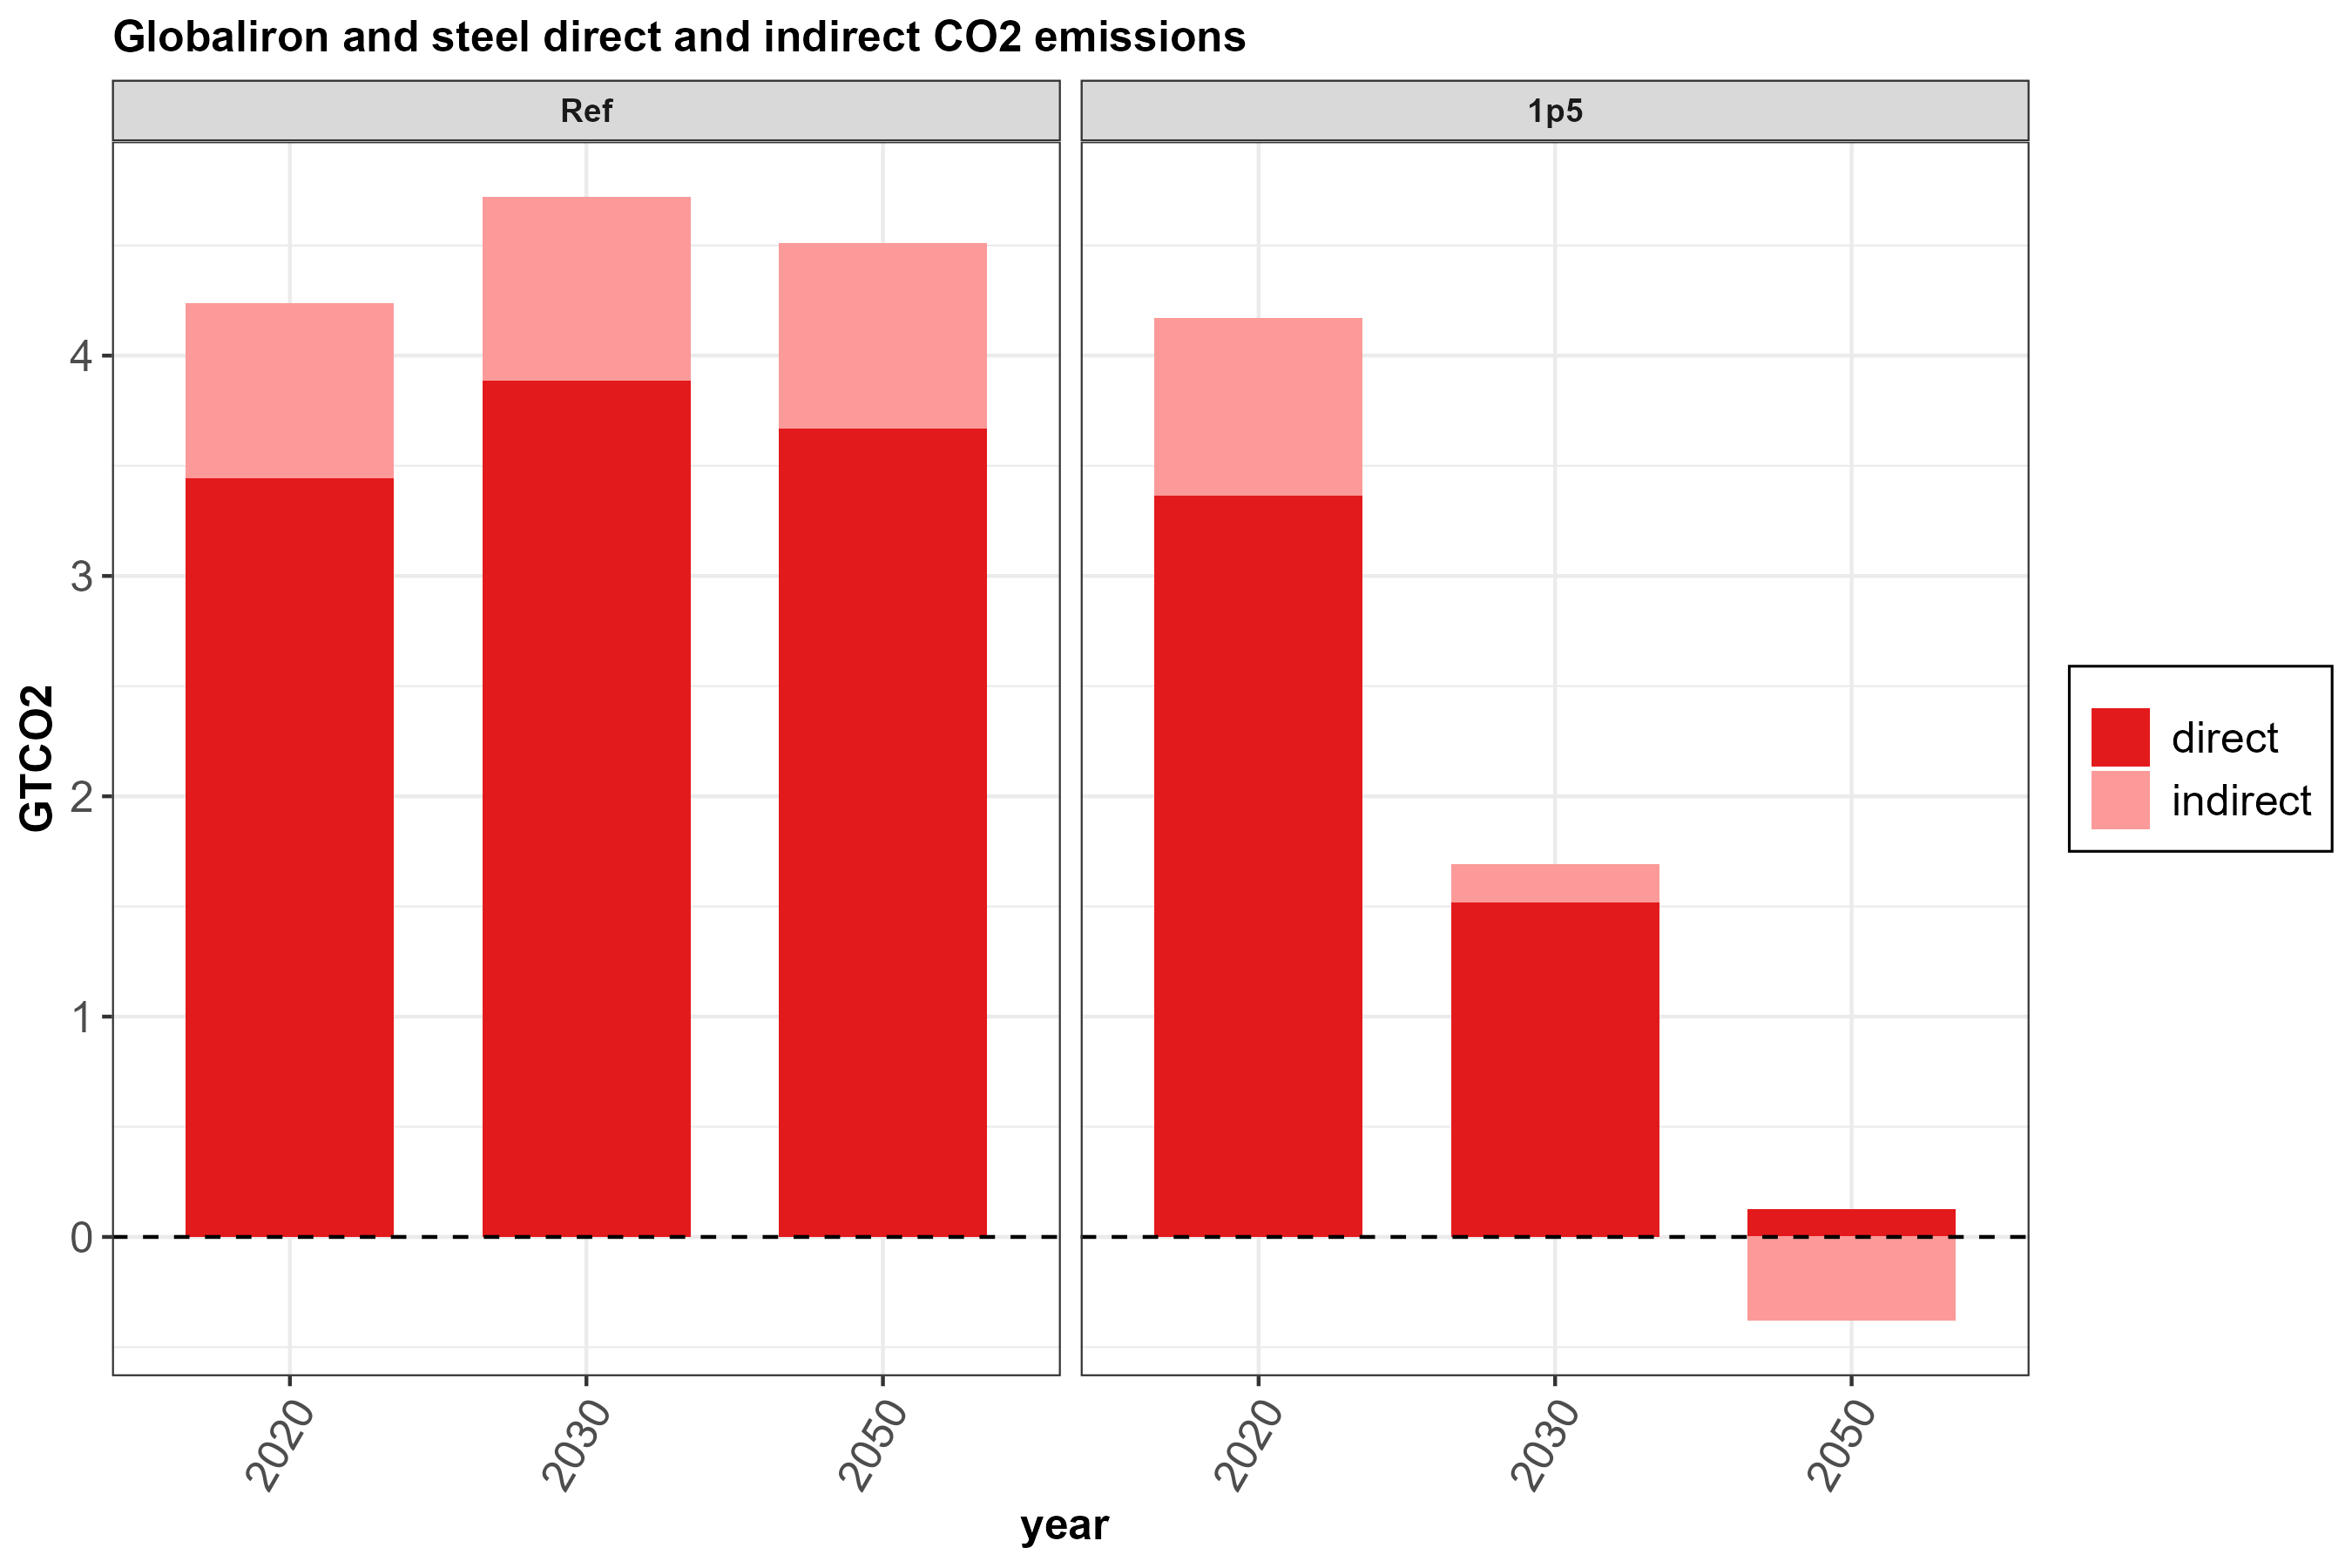 Globaliron and steel direct and indirect CO2 emissions
Ref
1p5
GTCO2
4
3
2
1
0
direct
indirect
2020
2030
2050
2020
2030
2050
year